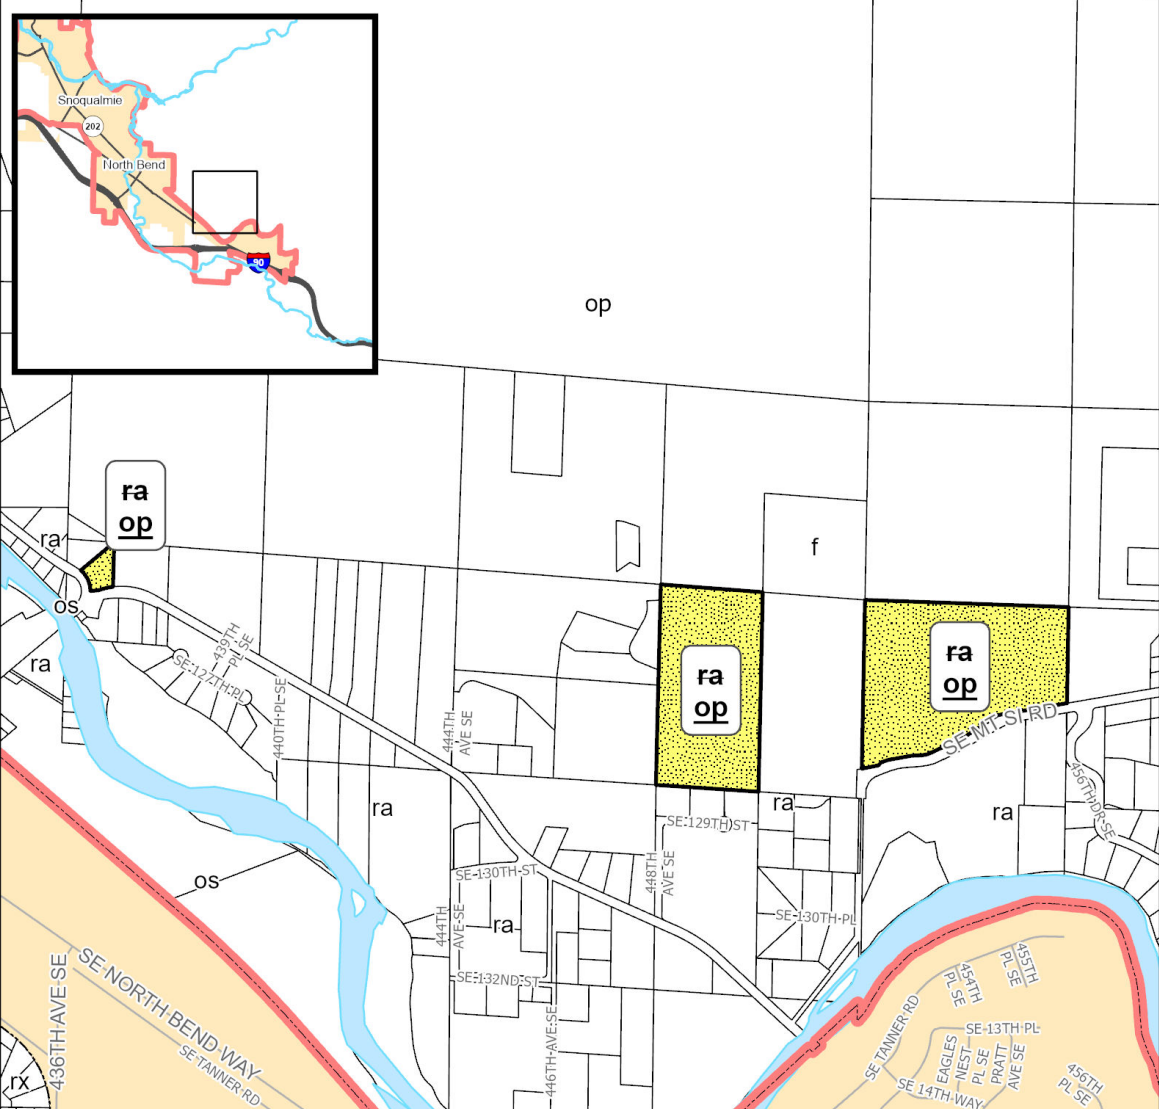 Snoqualmie
202
North Bend
90
op
ra
op
ra
f
os
ra
439TH
PL SE
SE 127TH PL
440TH PL SE
444TH
AVE SE
ra
op
ra
op
SE MT SI RD
456TH DR SE
ra
ra
SE 129TH ST
ra
448TH
AVE SE
SE 130TH ST
SE 130TH PL
os
444TH
AVE SE
ra
SE 132ND ST
446TH AVE SE
SE NORTH BEND WAY
SE TANNER RD
436TH AVE SE
rx
455TH
PL SE
454TH
PL SE
SE TANNER RD
SE 13TH PL
EAGLES
NEST
PL SE
PRATT
AVE SE
SE 14TH WAY
456TH
PL SE